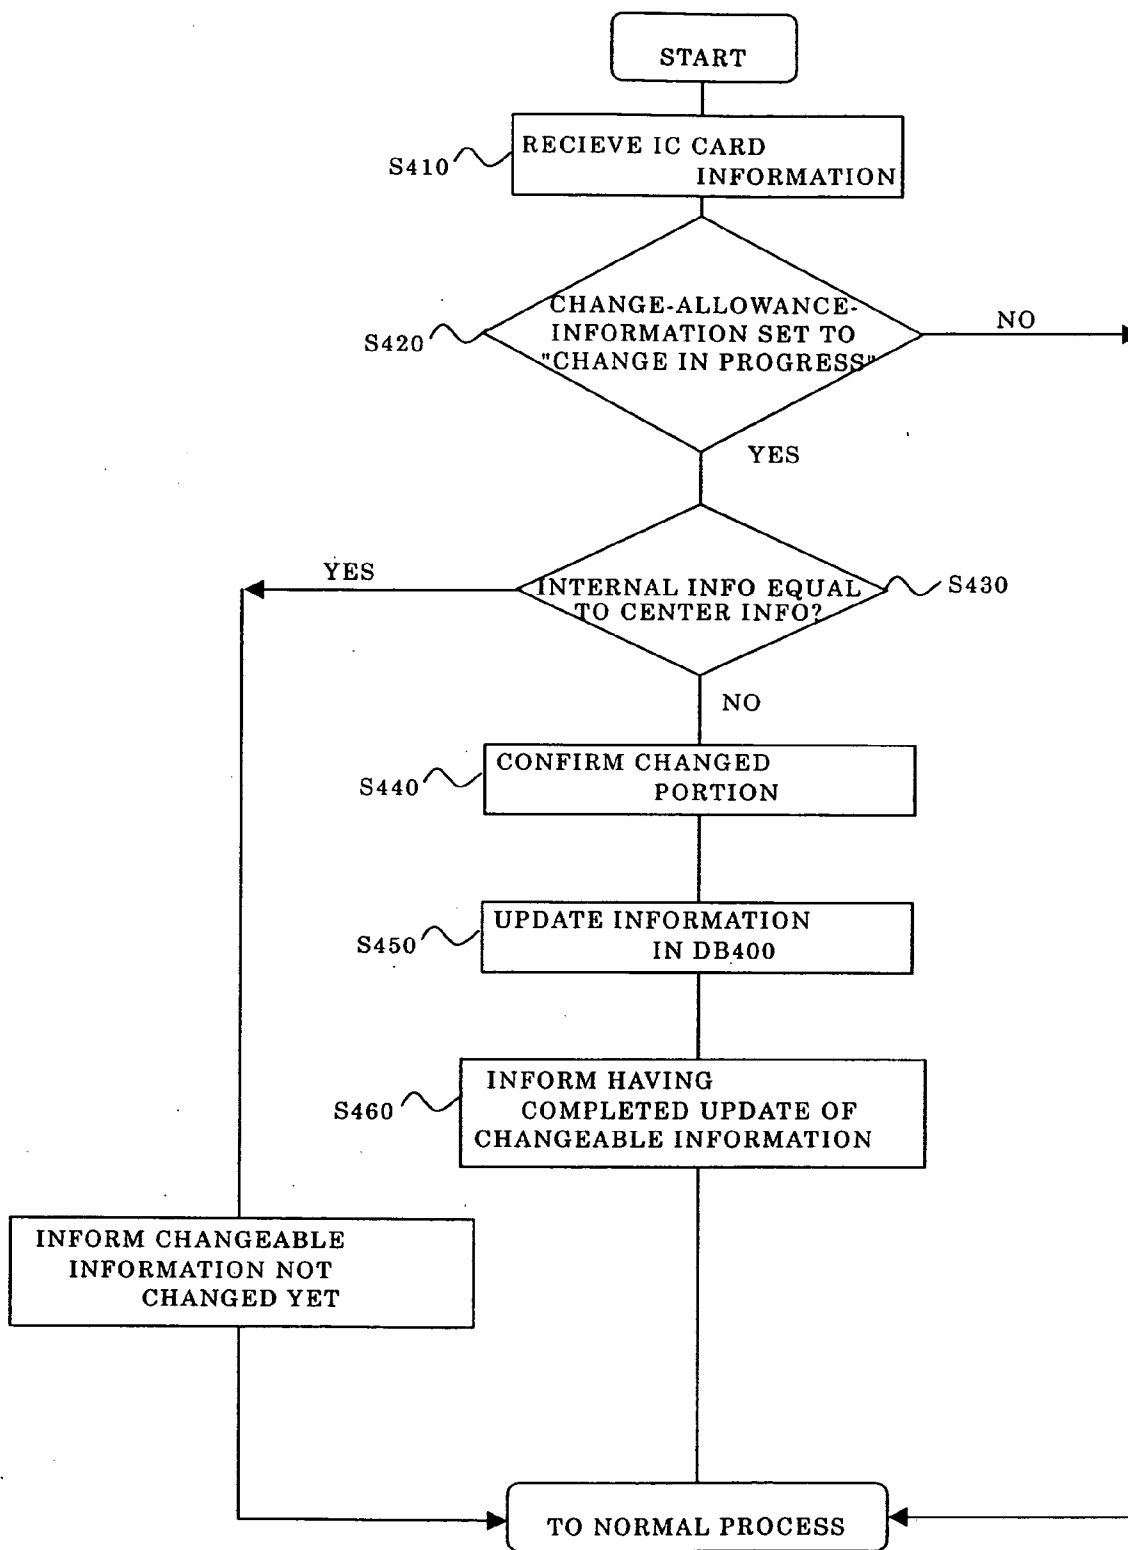 START
RECIEVE IC CARD
INFORMATION
S410
CHANGE-ALLOWANCE-
INFORMATION SET TO
"CHANGE IN PROGRESS"
S420
NO
YES
YES
INTERNAL INFO EQUAL
TO CENTER INFO?
S430
NO
CONFIRM CHANGED
PORTION
S440
UPDATE INFORMATION
IN DB400
S450
INFORM HAVING
COMPLETED UPDATE OF
CHANGEABLE INFORMATION
S460
INFORM CHANGEABLE
INFORMATION NOT
CHANGED YET
TO NORMAL PROCESS